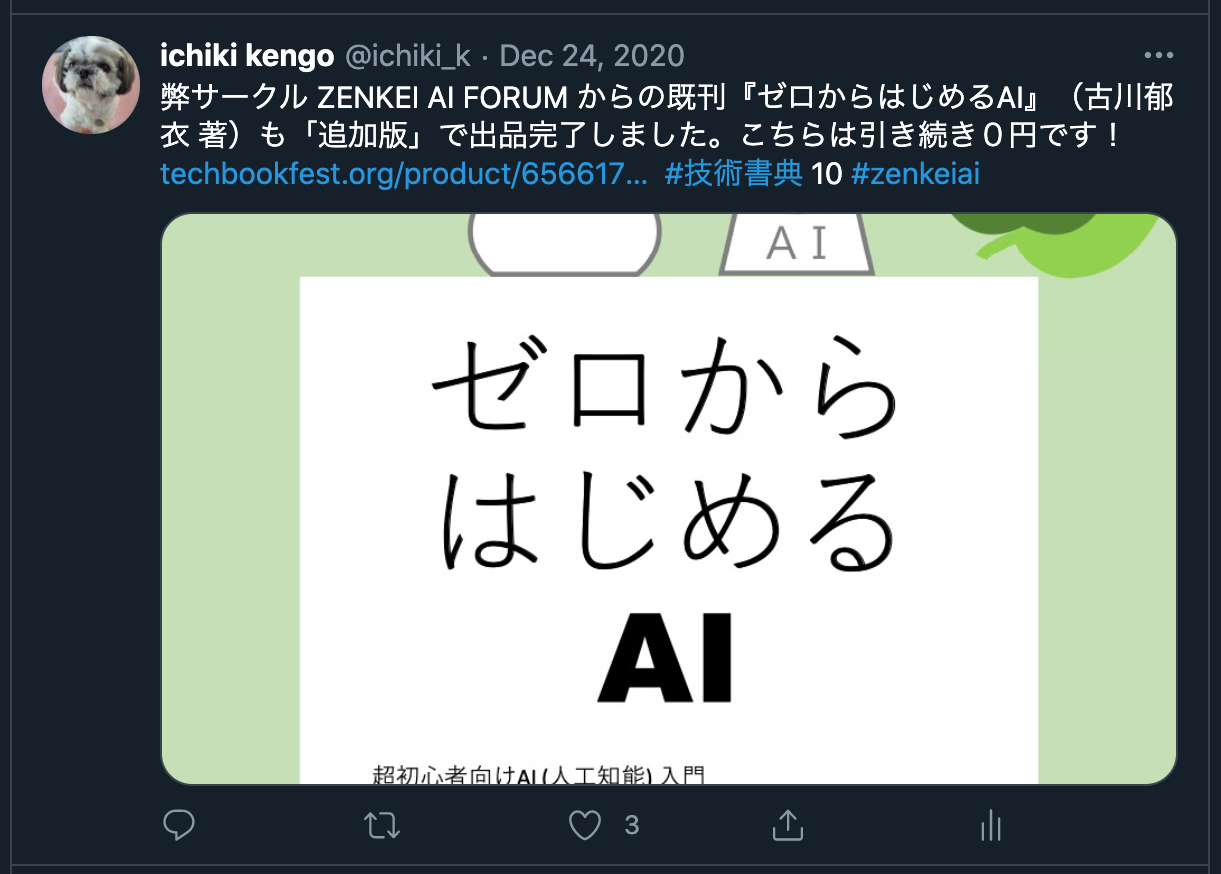 ichiki kengo @ichiki_k · Dec 24, 2020
弊サークル ZENKEI AI FORUM からの既刊『ゼロからはじめるAI』（古川郁
衣 著）も「追加版」で出品完了しました。こちらは引き続き０円です！
techbookfest.org/product/656617... #技術書典 10 #zenkeiai
ＡＩ
ゼロから
はじめる
AI
超初心者向けAI (人工知能) 入門
3